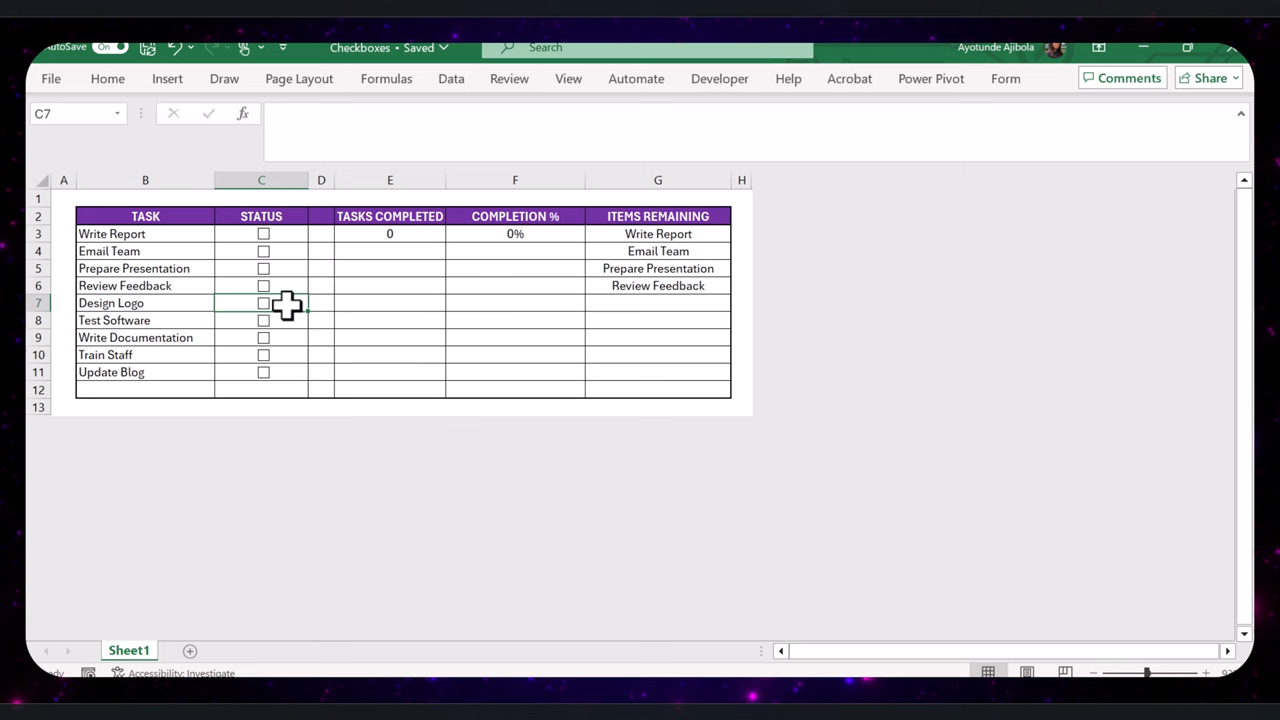 AutoSave On Checkboxes • Saved Search Ayotunde Ajibola
File Home Insert Draw Page Layout Formulas Data Review View Automate Developer Help Acrobat Power Pivot Form Comments Share
C7 fx
A B C D E F G H
1
2 TASK STATUS TASKS COMPLETED COMPLETION % ITEMS REMAINING
3 Write Report 0 0% Write Report
4 Email Team Email Team
5 Prepare Presentation Prepare Presentation
6 Review Feedback Review Feedback
7 Design Logo
8 Test Software
9 Write Documentation
10 Train Staff
11 Update Blog
12
13
Sheet1
Accessibility: Investigate